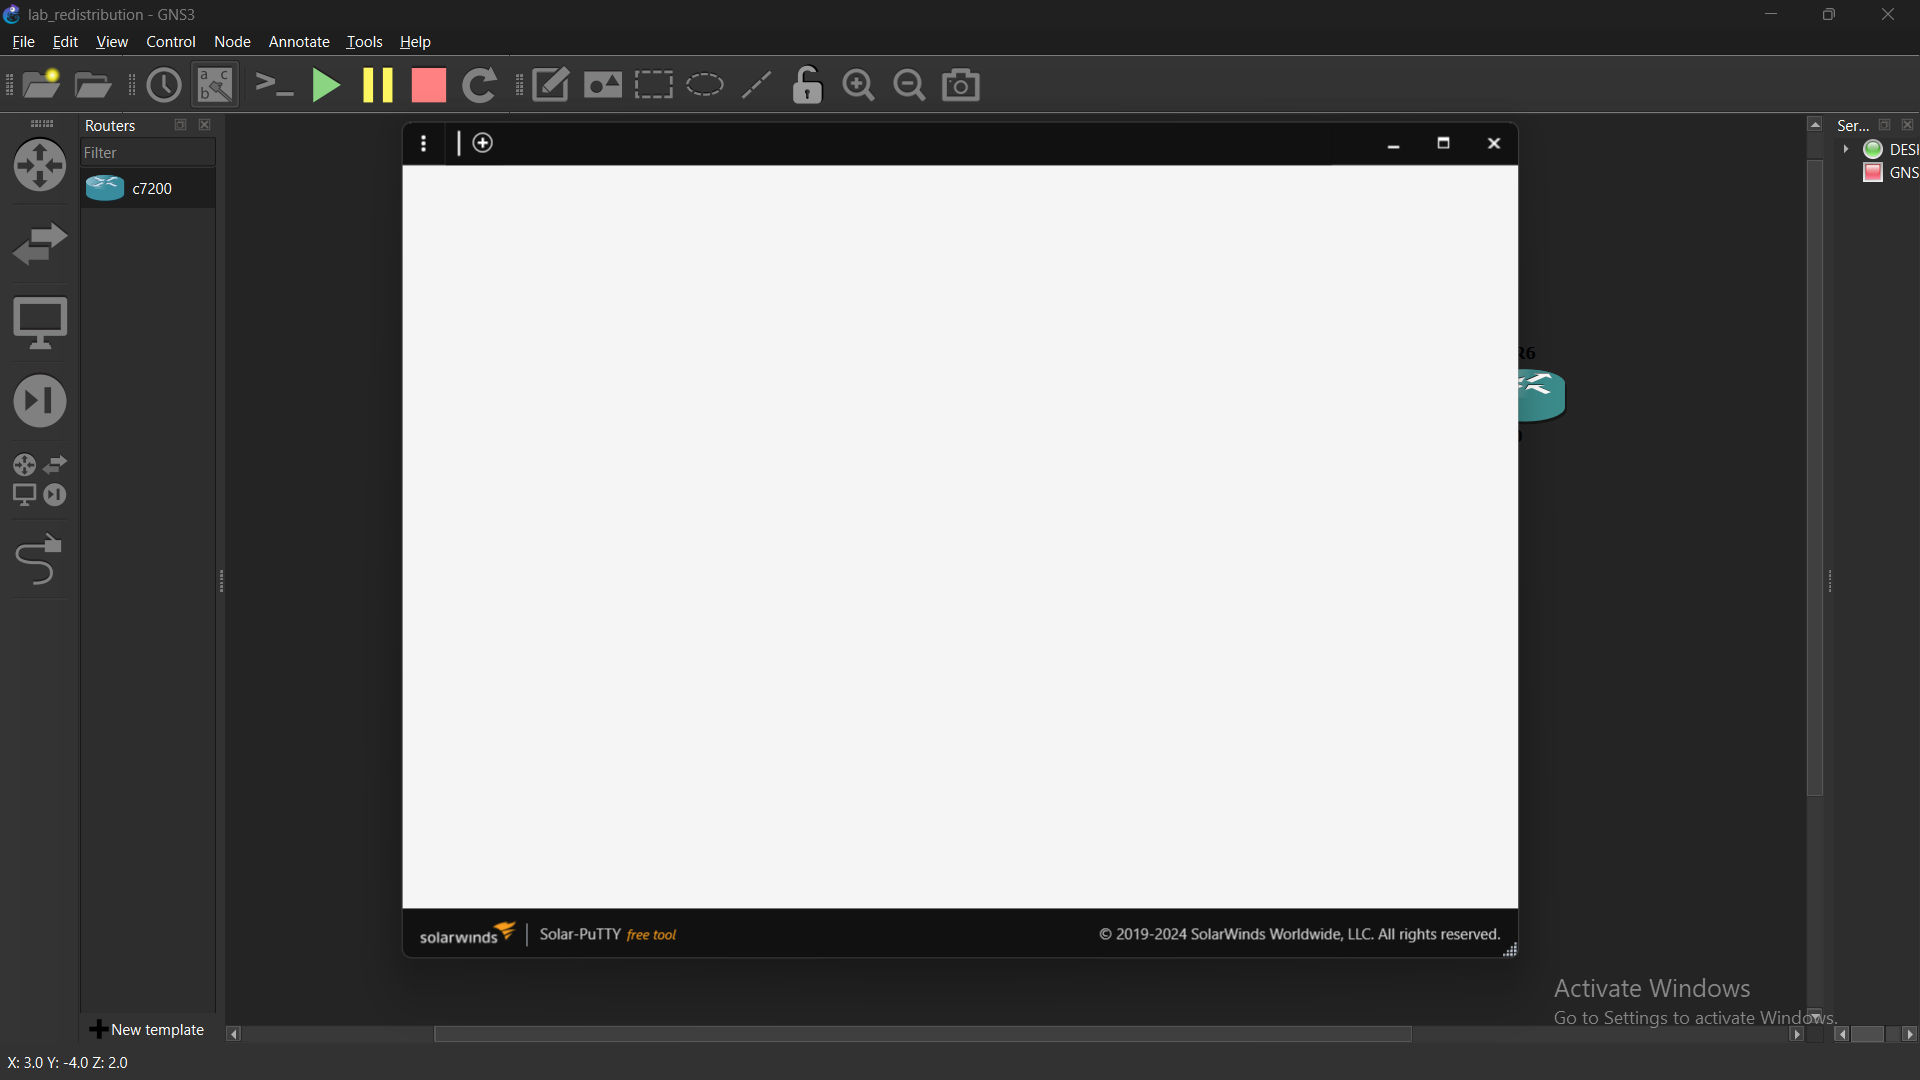 lab_redistribution - GNS3
File Edit View Control Node Annotate Tools Help
a c
b
Routers
Filter
c7200
New template
Ser...
DESH
GNS
R6
solarwinds
Solar-PuTTY free tool
© 2019-2024 SolarWinds Worldwide, LLC. All rights reserved.
Activate Windows
Go to Settings to activate Windows.
X: 3.0 Y: -4.0 Z: 2.0